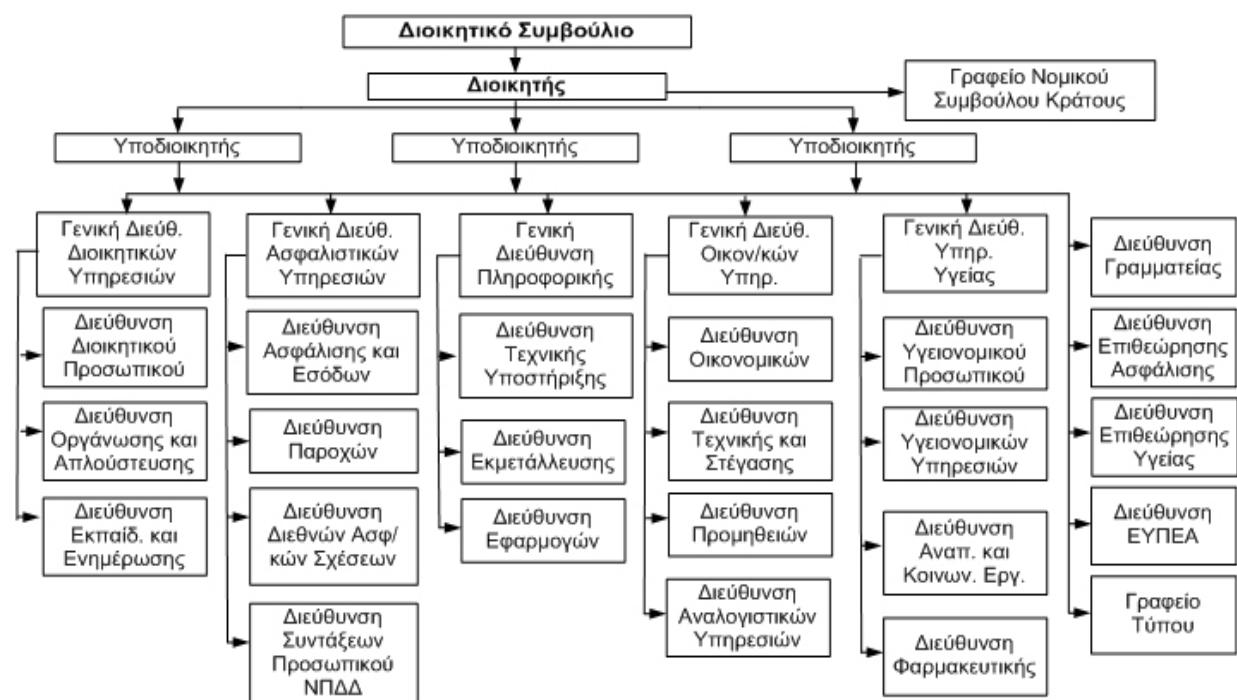 Διοικητικό Συμβούλιο
Διοικητής
Γραφείο Νομικού
Συμβούλου Κράτους
Υποδιοικητής
Υποδιοικητής
Υποδιοικητής
Γενική Διεύθ.
Διοικητικών
Υπηρεσιών
Διεύθυνση
Διοικητικού
Προσωπικού
Διεύθυνση
Οργάνωσης και
Απλούστευσης
Διεύθυνση
Εκπαίδ. και
Ενημέρωσης
Γενική Διεύθ.
Ασφαλιστικών
Υπηρεσιών
Διεύθυνση
Ασφάλισης και
Εσόδων
Διεύθυνση
Παροχών
Διεύθυνση
Διεθνών Ασφ/
κών Σχέσεων
Διεύθυνση
Συντάξεων
Προσωπικού
ΝΠΔΔ
Γενική
Διεύθυνση
Πληροφορικής
Διεύθυνση
Τεχνικής
Υποστήριξης
Διεύθυνση
Εκμετάλλευσης
Διεύθυνση
Εφαρμογών
Γενική Διεύθ.
Οικον/κών
Υπηρ.
Διεύθυνση
Οικονομικών
Διεύθυνση
Τεχνικής και
Στέγασης
Διεύθυνση
Προμηθειών
Διεύθυνση
Αναλογιστικών
Υπηρεσιών
Γενική Διεύθ.
Υπηρ.
Υγείας
Διεύθυνση
Υγειονομικού
Προσωπικού
Διεύθυνση
Υγειονομικών
Υπηρεσιών
Διεύθυνση
Αναπ. και
Κοινων. Εργ.
Διεύθυνση
Φαρμακευτικής
Διεύθυνση
Γραμματείας
Διεύθυνση
Επιθεώρησης
Ασφάλισης
Διεύθυνση
Επιθεώρησης
Υγείας
Διεύθυνση
ΕΥΠΕΑ
Γραφείο
Τύπου